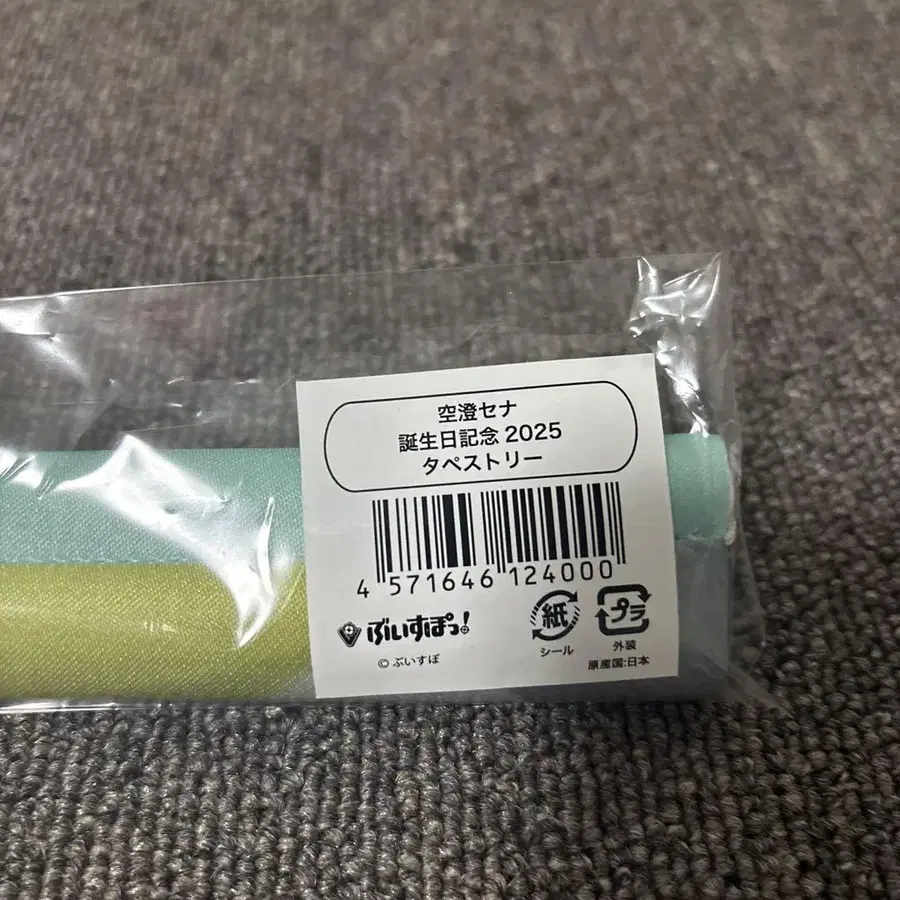 空澄セナ
誕生日記念 2025
タペストリー
4 571646 124000
ぶいすぽっ!
© ぶいすぽ
紙
シール
プラ
外装
原産国:日本